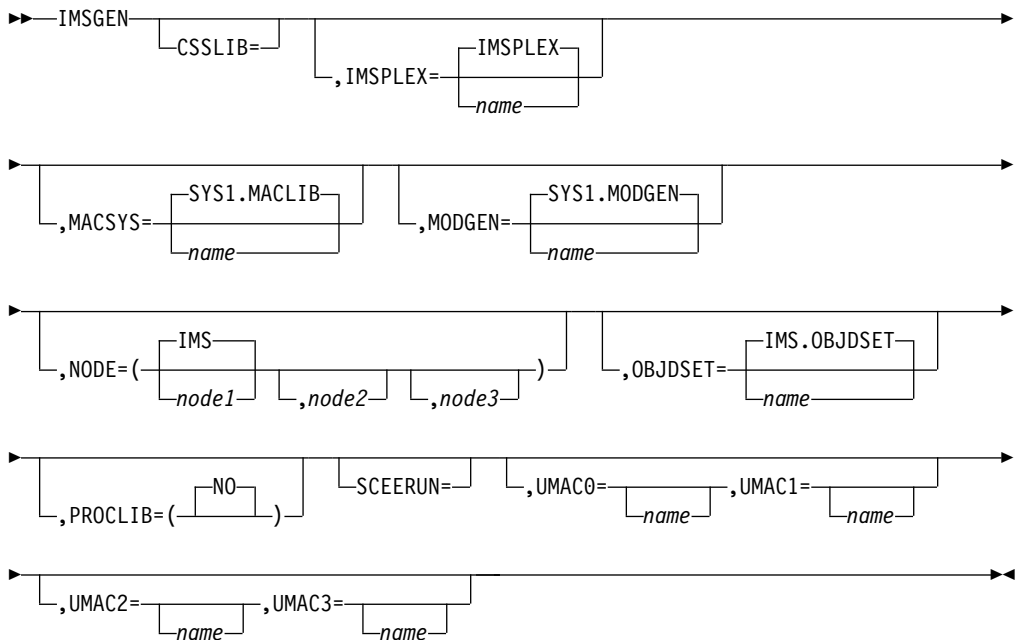 IMSGEN
CSSLIB=
,IMSPLEX= IMSPLEX
name
,MACSYS= SYS1.MACLIB
name
,MODGEN= SYS1.MODGEN
name
,NODE=( IMS
node1 ,node2 ,node3 )
,OBJDSET= IMS.OBJDSET
name
,PROCLIB=( NO )
SCEERUN=
,UMAC0= name ,UMAC1= name
,UMAC2= name ,UMAC3= name